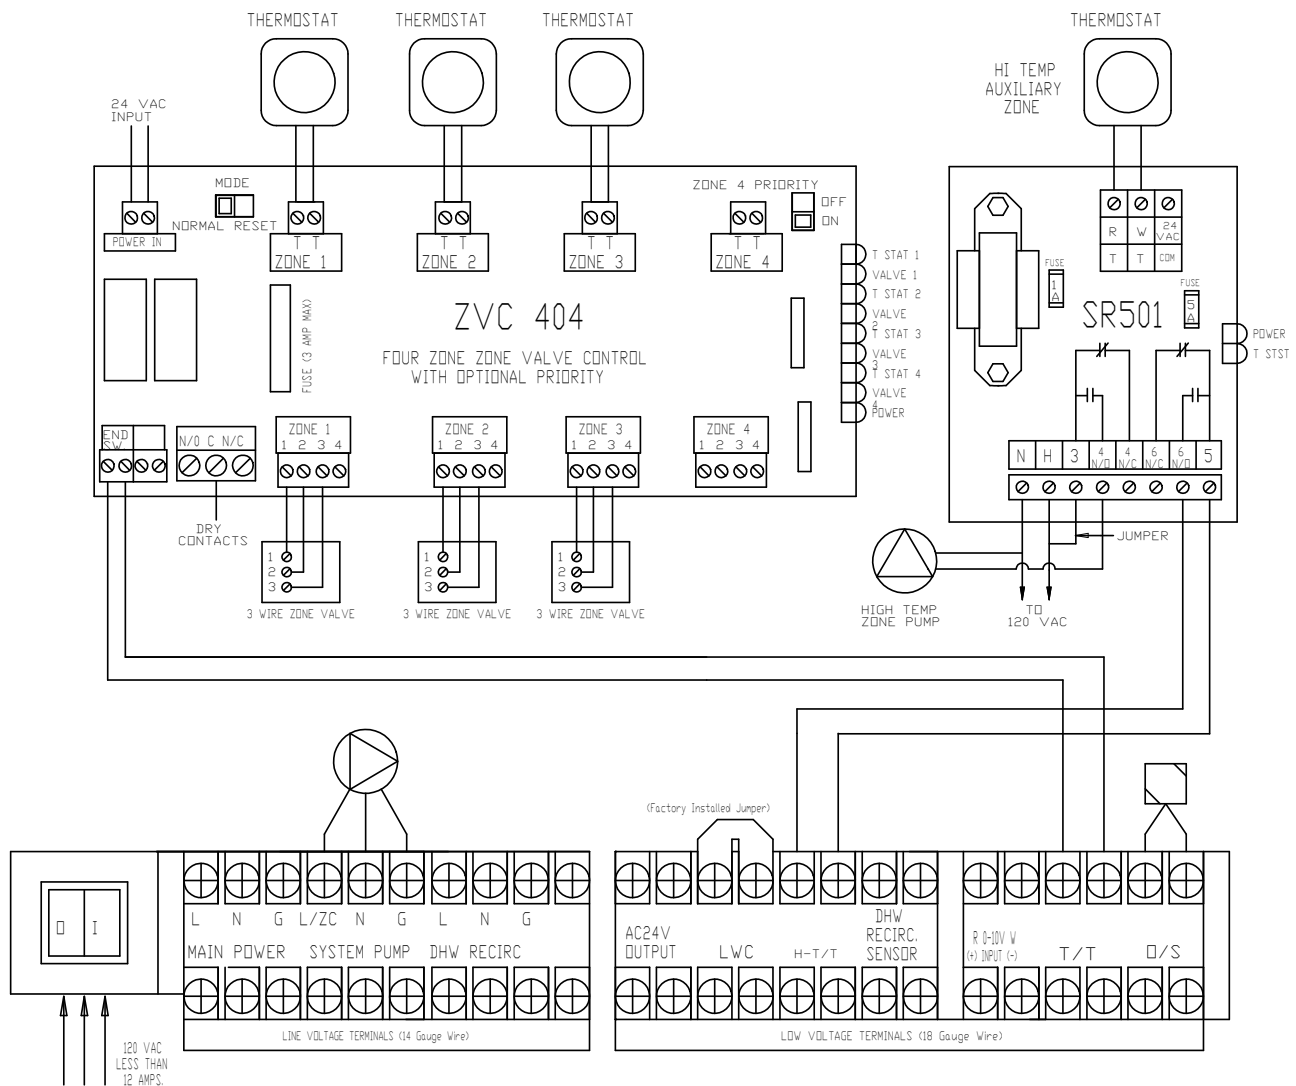 THERMOSTAT THERMOSTAT THERMOSTAT THERMOSTAT
HI TEMP
AUXILIARY
ZONE
24 VAC
INPUT
MODE
NORMAL RESET
POWER IN
T T
ZONE 1
T T
ZONE 2
T T
ZONE 3
T T
ZONE 4
ZONE 4 PRIORITY
OFF
ON
T STAT 1
VALVE 1
T STAT 2
VALVE
2
T STAT 3
VALVE
3
T STAT 4
VALVE
4
POWER
FUSE (3 AMP MAX)
ZVC 404
FOUR ZONE ZONE VALVE CONTROL
WITH OPTIONAL PRIORITY
END
SW
N/O C N/C
ZONE 1
1 2 3 4
ZONE 2
1 2 3 4
ZONE 3
1 2 3 4
ZONE 4
1 2 3 4
DRY
CONTACTS
1
2
3
3 WIRE ZONE VALVE
1
2
3
3 WIRE ZONE VALVE
1
2
3
3 WIRE ZONE VALVE
R W 24
VAC
T T COM
FUSE
1
A
FUSE
5
A
SR501
POWER
T STST
N H 3 4
N/O 4
N/C 6
N/C 6
N/O 5
JUMPER
HIGH TEMP
ZONE PUMP
TO
120 VAC
(Factory Installed Jumper)
O I
L N G L/ZC N G L N G
MAIN POWER SYSTEM PUMP DHW RECIRC
LINE VOLTAGE TERMINALS (14 Gauge Wire)
120 VAC
LESS THAN
12 AMPS.
AC24V
OUTPUT
LWC
H-T/T
DHW
RECIRC.
SENSOR
R 0-10V W
(+) INPUT (-)
T/T
O/S
LOW VOLTAGE TERMINALS (18 Gauge Wire)